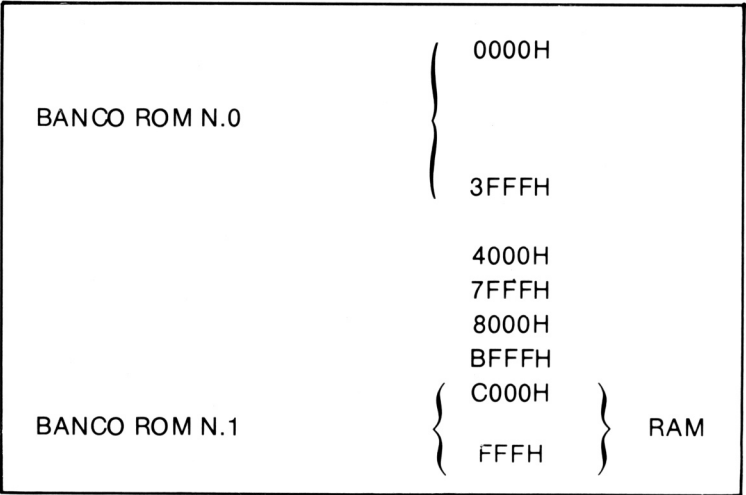 0000H
BANCO ROM N.0
3FFFH
4000H
7FFFH
8000H
BFFFH
C000H
BANCO ROM N.1 RAM
FFFH